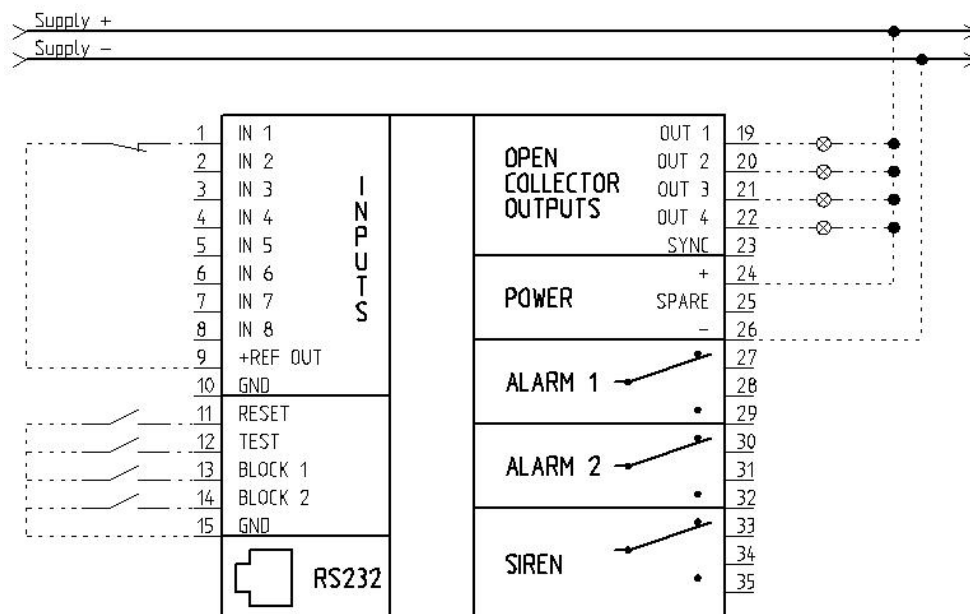 Supply +
Supply -
1 IN 1
2 IN 2
3 IN 3
4 IN 4
5 IN 5
6 IN 6
7 IN 7
8 IN 8
9 +REF OUT
10 GND
INPUTS
11 RESET
12 TEST
13 BLOCK 1
14 BLOCK 2
15 GND
RS232
OPEN
COLLECTOR
OUTPUTS
OUT 1 19
OUT 2 20
OUT 3 21
OUT 4 22
SYNC 23
POWER
+ 24
SPARE 25
- 26
ALARM 1
27
28
29
ALARM 2
30
31
32
SIREN
33
34
35